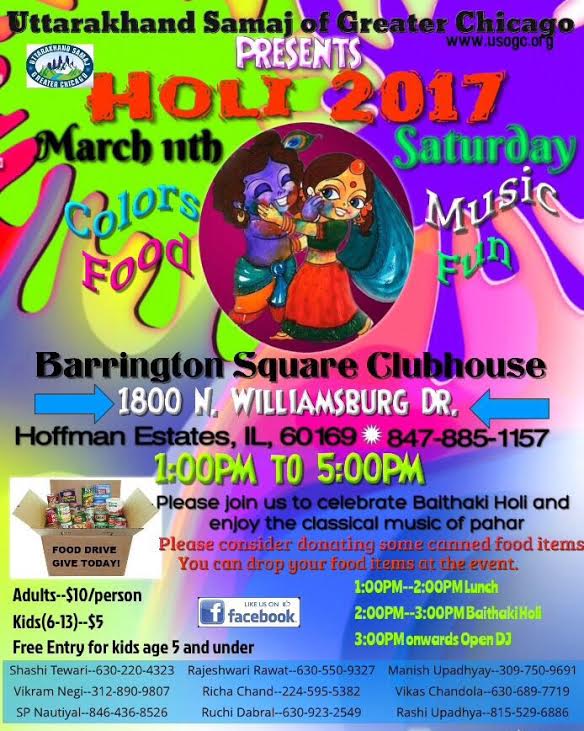 Uttarakhand Samaj of Greater Chicago
www.usogc.org
PRESENTS
UTTARAKHAND SAMAJ
GREATER CHICAGO
HOLI 2017
March 11th
Saturday
Colors
Music
Food
Fun
Barrington Square Clubhouse
1800 N. WILLIAMSBURG DR.
Hoffman Estates, IL, 60169 847-885-1157
1:00PM TO 5:00PM
Please join us to celebrate Baithaki Holi and
enjoy the classical music of pahar
Please consider donating some canned food items
You can drop your food items at the event.
FOOD DRIVE
GIVE TODAY!
Adults--$10/person
Kids(6-13)--$5
Free Entry for kids age 5 and under
LIKE US ON
facebook
1:00PM--2:00PM Lunch
2:00PM--3:00PM Baithaki Holi
3:00PM onwards Open DJ
Shashi Tewari--630-220-4323 Rajeshwari Rawat--630-550-9327 Manish Upadhyay-309-750-9691
Vikram Negi--312-890-9807 Richa Chand--224-595-5382 Vikas Chandola--630-689-7719
SP Nautiyal--846-436-8526 Ruchi Dabral--630-923-2549 Rashi Upadhya--815-529-6886